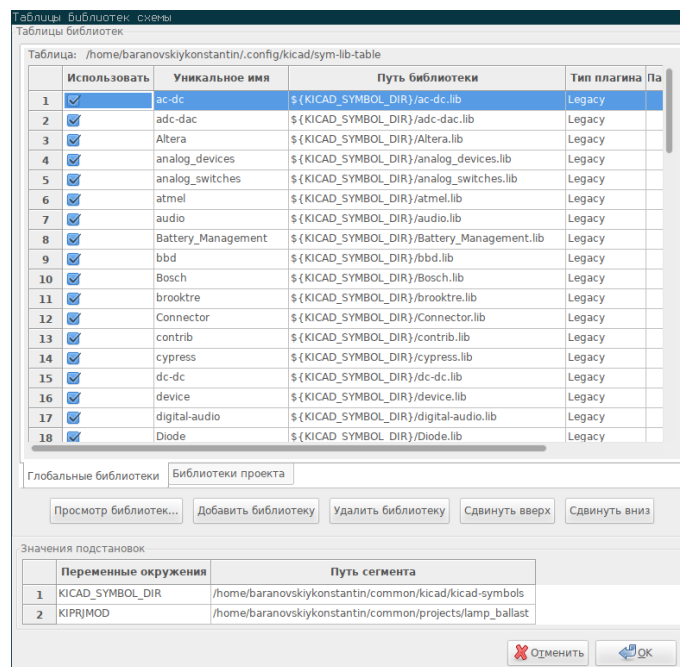 Таблицы библиотек схемы
Таблицы библиотек
Таблица: /home/baranovskiykonstantin/.config/kicad/sym-lib-table
Использовать Уникальное имя Путь библиотеки Тип плагина Па
1 ac-dc ${KICAD_SYMBOL_DIR}/ac-dc.lib Legacy
2 adc-dac ${KICAD_SYMBOL_DIR}/adc-dac.lib Legacy
3 Altera ${KICAD_SYMBOL_DIR}/Altera.lib Legacy
4 analog_devices ${KICAD_SYMBOL_DIR}/analog_devices.lib Legacy
5 analog_switches ${KICAD_SYMBOL_DIR}/analog_switches.lib Legacy
6 atmel ${KICAD_SYMBOL_DIR}/atmel.lib Legacy
7 audio ${KICAD_SYMBOL_DIR}/audio.lib Legacy
8 Battery_Management ${KICAD_SYMBOL_DIR}/Battery_Management.lib Legacy
9 bbd ${KICAD_SYMBOL_DIR}/bbd.lib Legacy
10 Bosch ${KICAD_SYMBOL_DIR}/Bosch.lib Legacy
11 brooktre ${KICAD_SYMBOL_DIR}/brooktre.lib Legacy
12 Connector ${KICAD_SYMBOL_DIR}/Connector.lib Legacy
13 contrib ${KICAD_SYMBOL_DIR}/contrib.lib Legacy
14 cypress ${KICAD_SYMBOL_DIR}/cypress.lib Legacy
15 dc-dc ${KICAD_SYMBOL_DIR}/dc-dc.lib Legacy
16 device ${KICAD_SYMBOL_DIR}/device.lib Legacy
17 digital-audio ${KICAD_SYMBOL_DIR}/digital-audio.lib Legacy
18 Diode ${KICAD_SYMBOL_DIR}/Diode.lib Legacy
Глобальные библиотеки Библиотеки проекта
Просмотр библиотек... Добавить библиотеку Удалить библиотеку Сдвинуть вверх Сдвинуть вниз
Значения подстановок
Переменные окружения Путь сегмента
1 KICAD_SYMBOL_DIR /home/baranovskiykonstantin/common/kicad/kicad-symbols
2 KIPRJMOD /home/baranovskiykonstantin/common/projects/lamp_ballast
Отменить OK